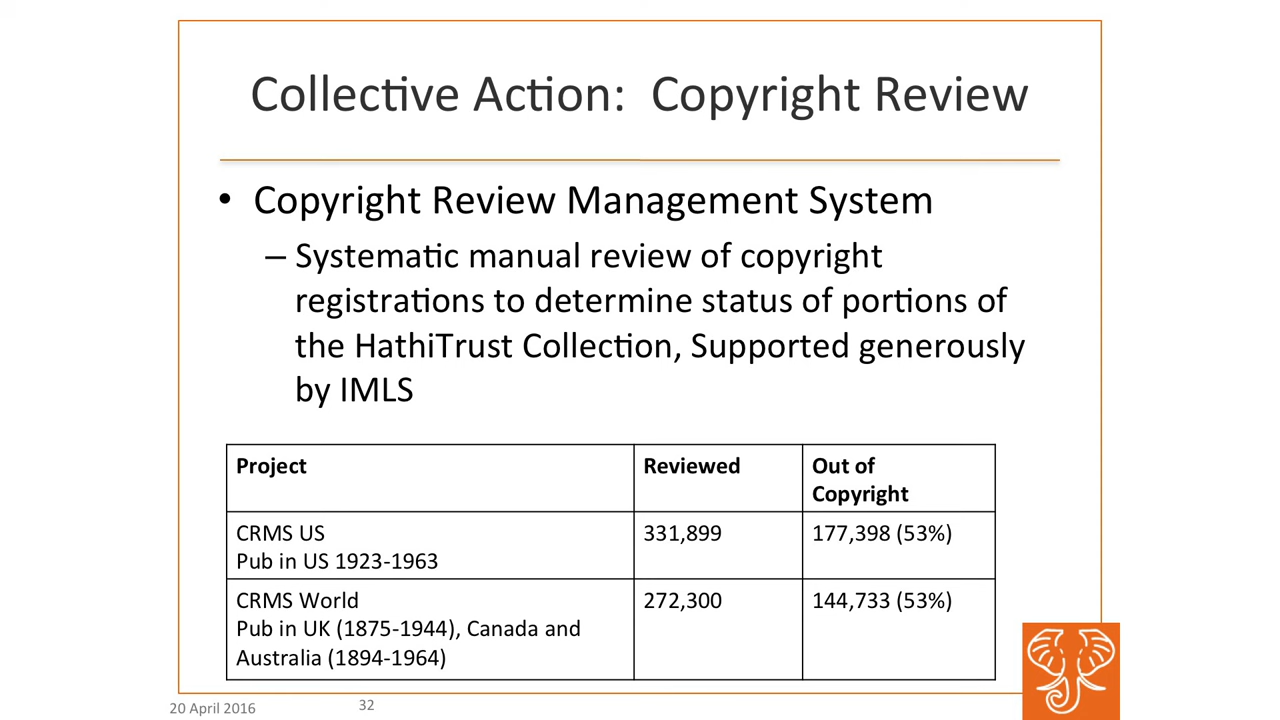 Collective Action:  Copyright Review
• Copyright Review Management System
– Systematic manual review of copyright
registrations to determine status of portions of
the HathiTrust Collection, Supported generously
by IMLS
Project
Reviewed
Out of
Copyright
CRMS US
Pub in US 1923-1963
331,899
177,398 (53%)
CRMS World
Pub in UK (1875-1944), Canada and
Australia (1894-1964)
272,300
144,733 (53%)
20 April 2016
32